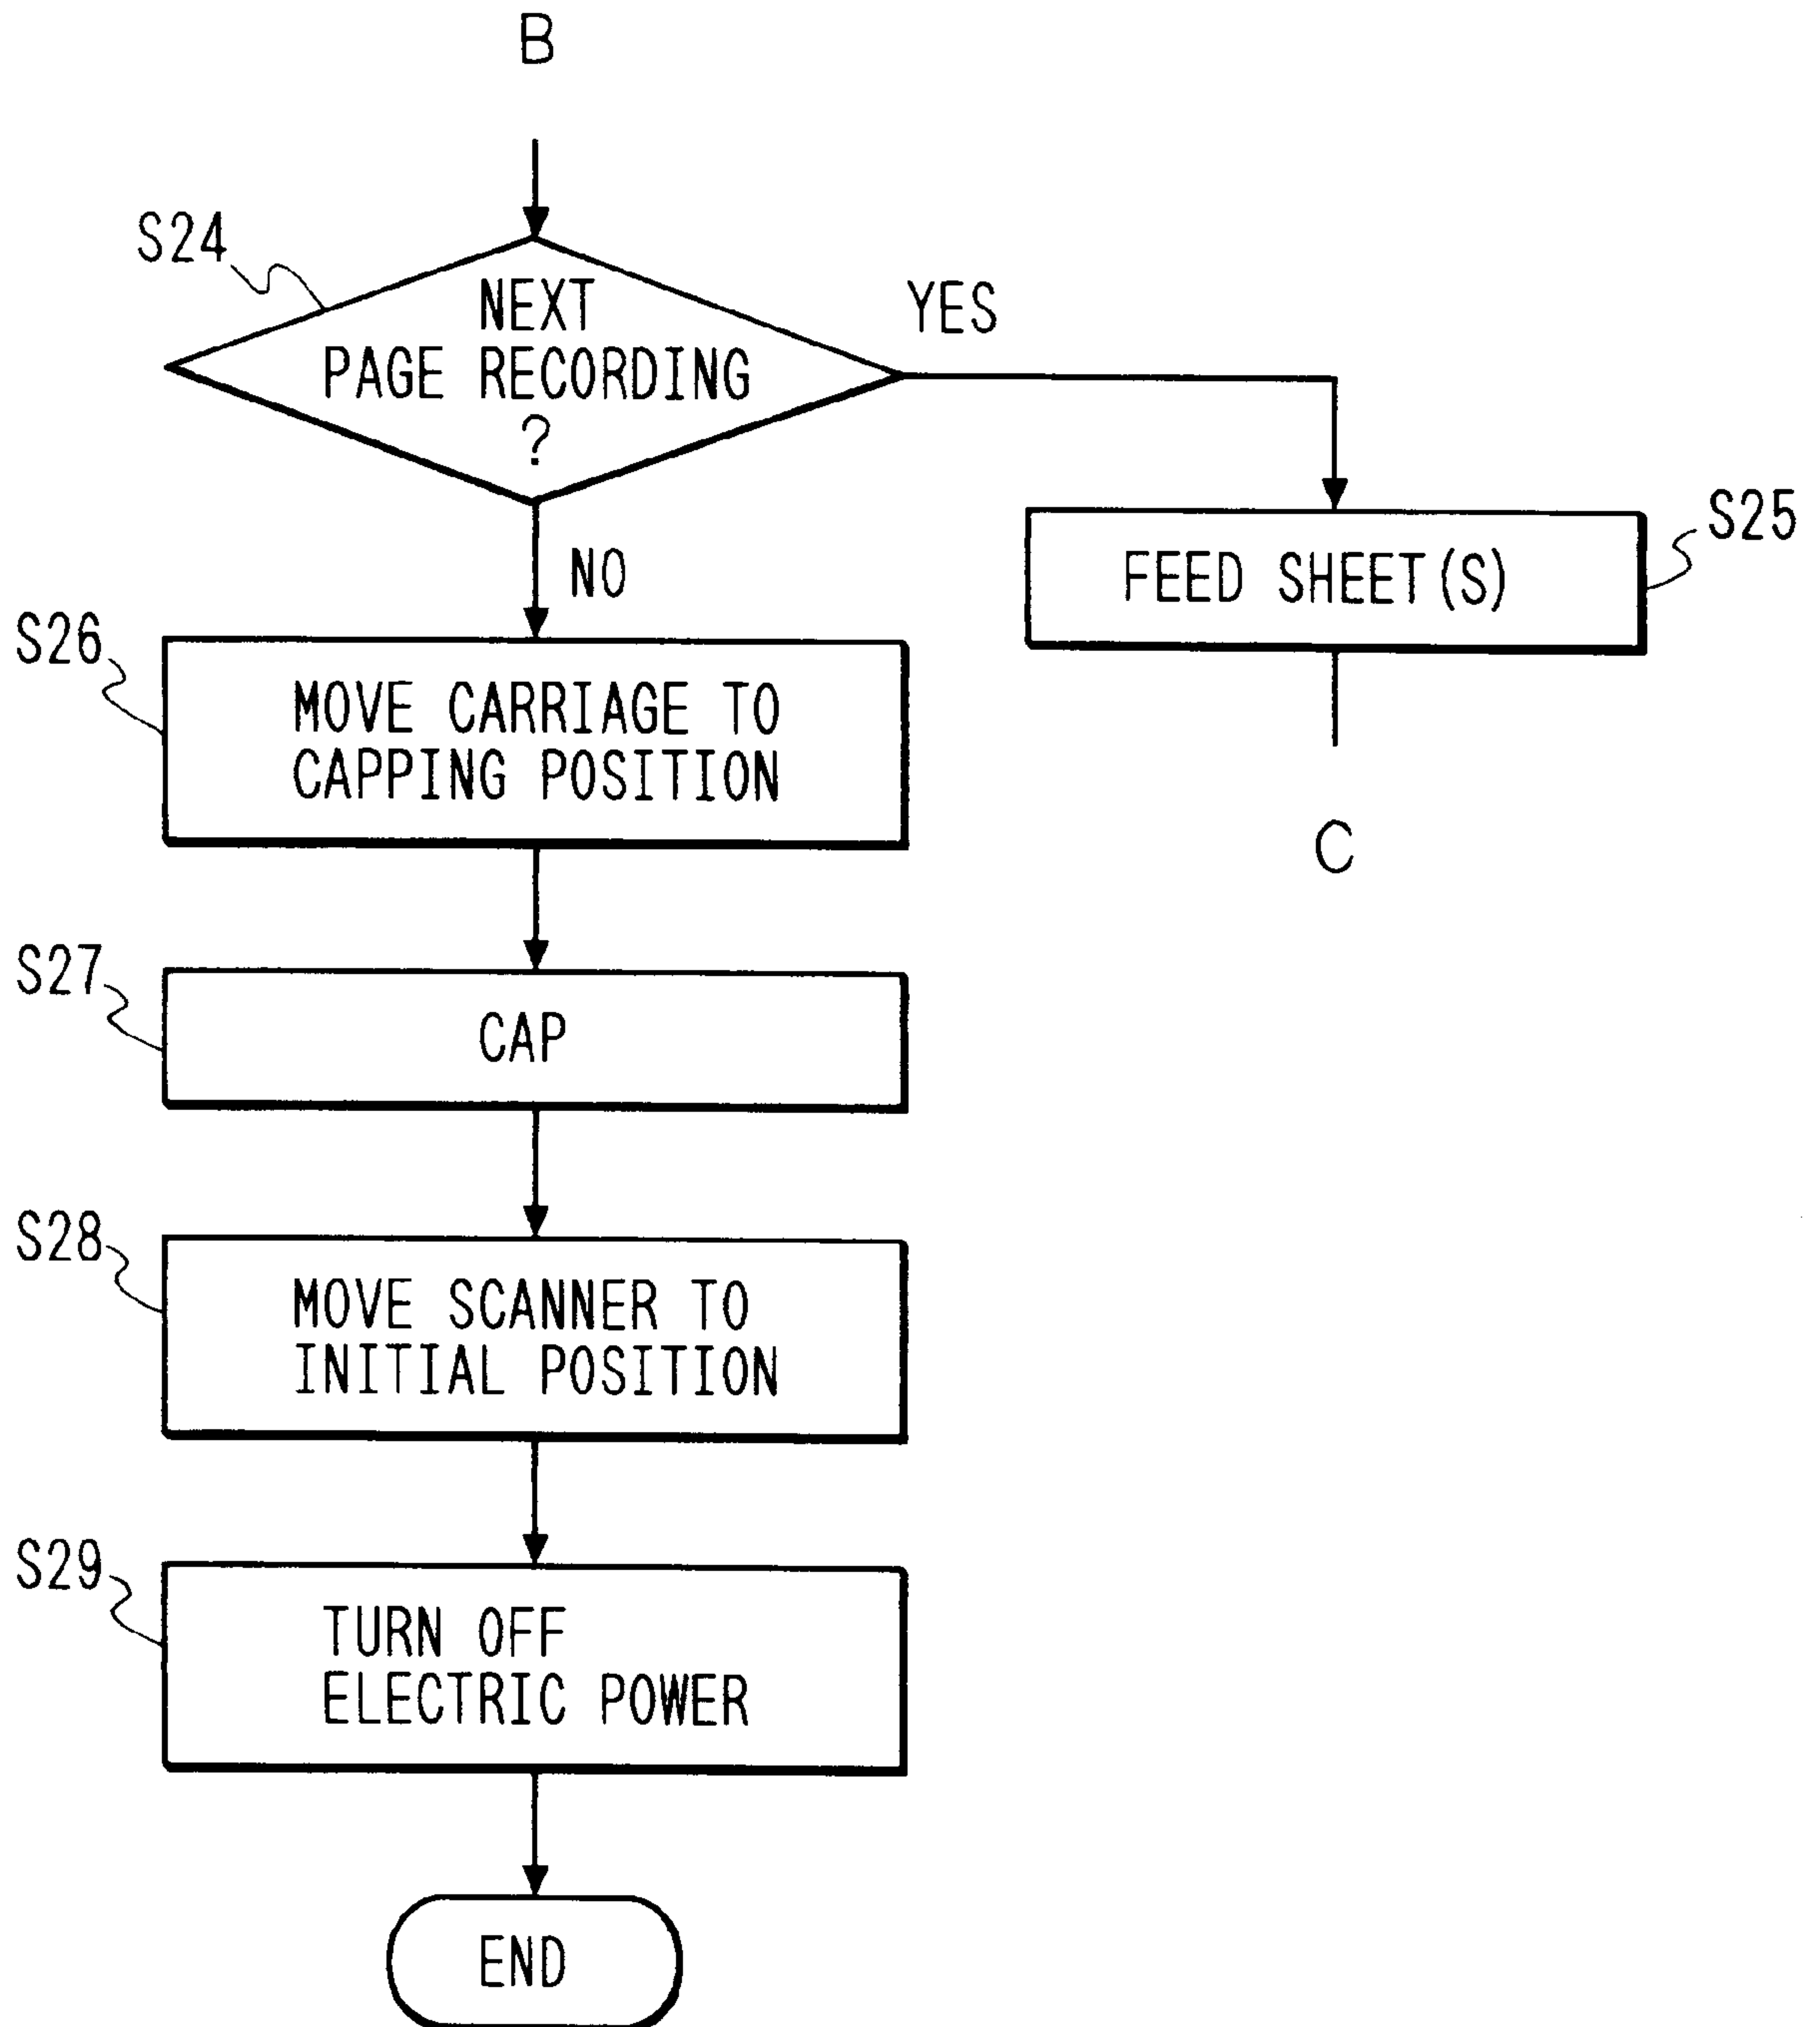 B
S24
NEXT
PAGE RECORDING
?
YES
NO
S25
FEED SHEET(S)
C
S26
MOVE CARRIAGE TO
CAPPING POSITION
S27
CAP
S28
MOVE SCANNER TO
INITIAL POSITION
S29
TURN OFF
ELECTRIC POWER
END